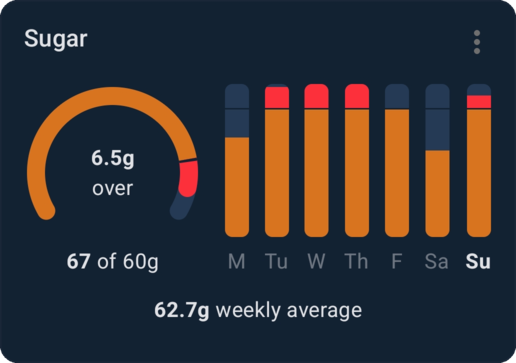 Sugar
6.5g
over
67 of 60g
M Tu W Th F Sa Su
62.7g weekly average